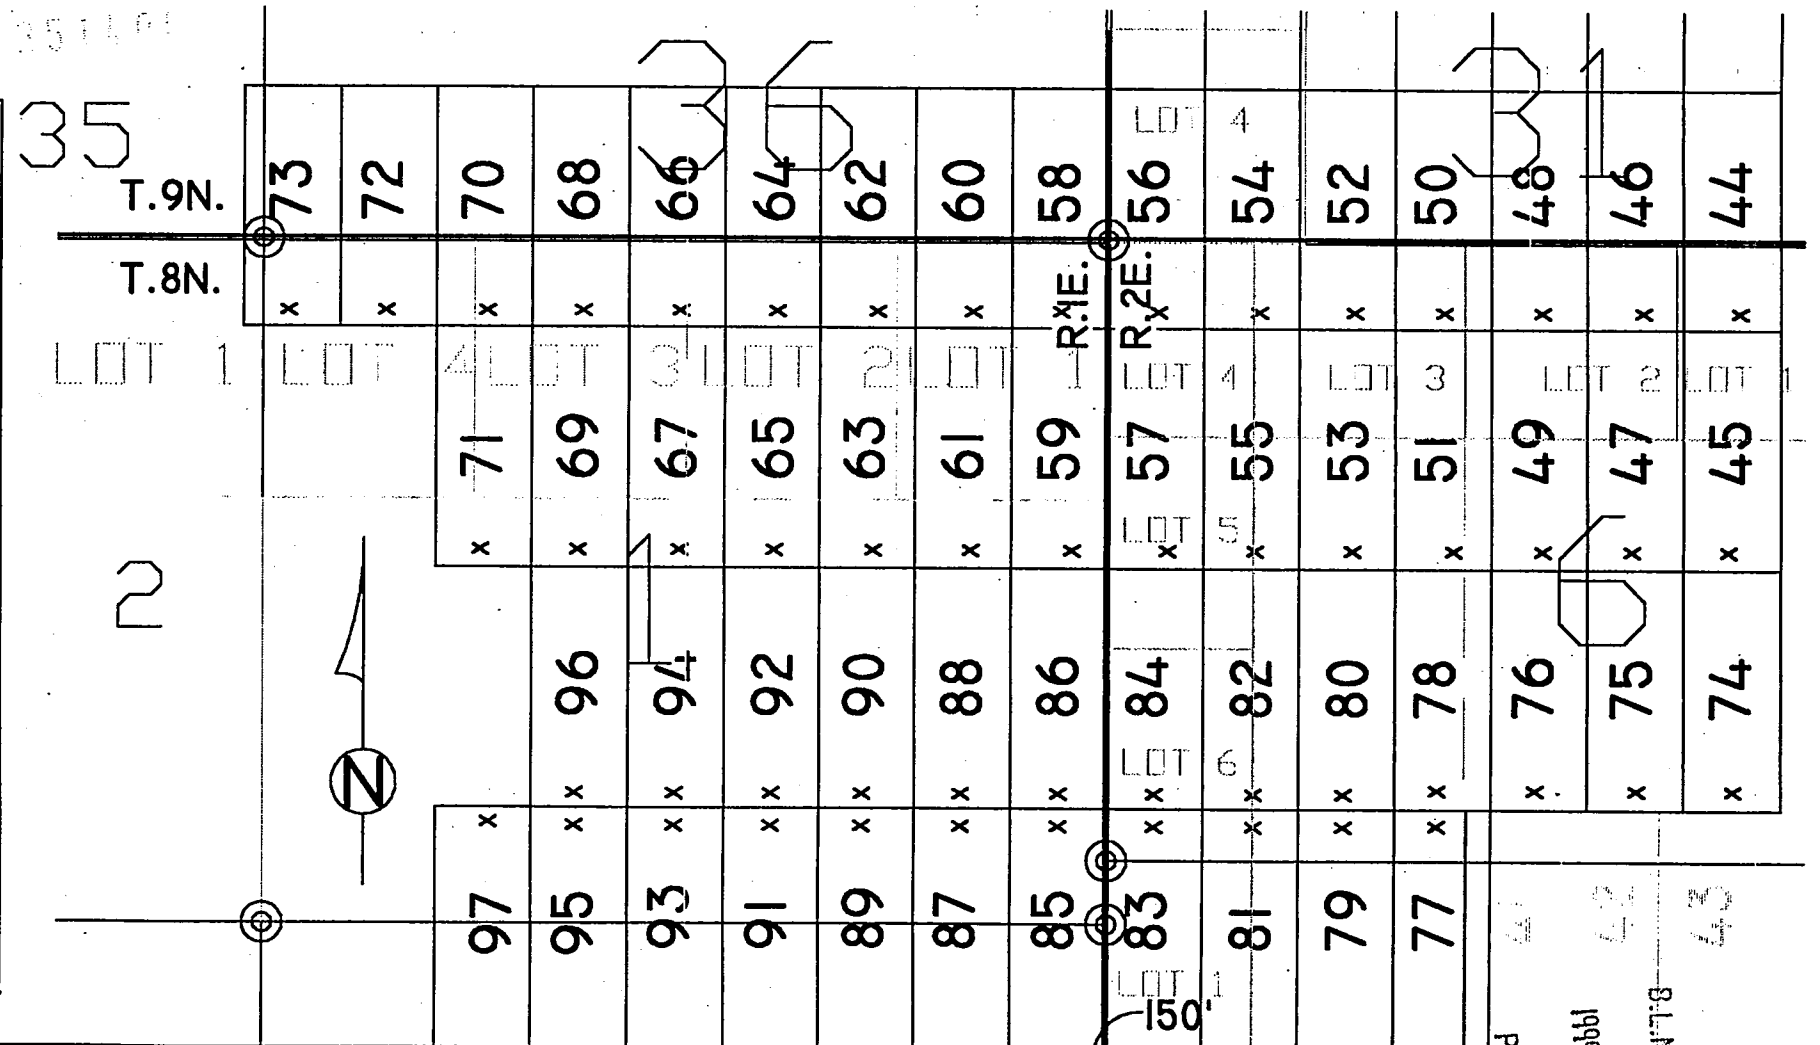 36 31
35
LOT 4
T.9N. 73 72 70 68 66 64 62 60 58 56 54 52 50 48 46 44
T.8N.
x x x x x x x x x x x x x x x x
R.1E. R.2E.
LOT 1 LOT 4 LOT 3 LOT 2 LOT 1 LOT 4 LOT 3 LOT 2 LOT 1
71 69 67 65 63 61 59 57 55 53 51 49 47 45
LOT 5
x x x x x x x x x x x x x x
2 1 6
96 94 92 90 88 86 84 82 80 78 76 75 74
N
LOT 6
x x x x x x x x x x x x x
x x x x x x x x x x x
97 95 93 91 89 87 85 83 81 79 77 42 43
LOT 1
150'